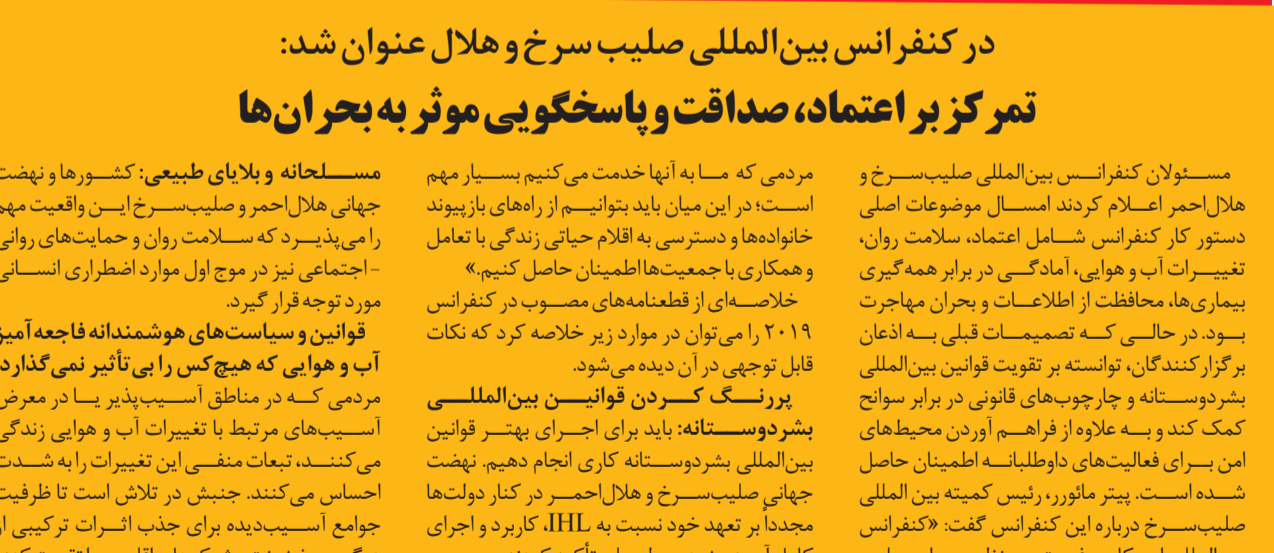 در کنفرانس بین‌المللی صلیب سرخ و هلال عنوان شد:
تمرکز بر اعتماد، صداقت و پاسخگویی موثر به بحران‌ها
مسئولان کنفرانس بین‌المللی صلیب‌سرخ و
هلال‌احمر اعلام کردند امسال موضوعات اصلی
دستور کار کنفرانس شامل اعتماد، سلامت روان،
تغییرات آب و هوایی، آمادگی در برابر همه‌گیری
بیماری‌ها، محافظت از اطلاعات و بحران مهاجرت
بود. در حالی که تصمیمات قبلی به اذعان
برگزارکنندگان، توانسته بر تقویت قوانین بین‌المللی
بشردوستانه و چارچوب‌های قانونی در برابر سوانح
کمک کند و به علاوه از فراهم آوردن محیط‌های
امن برای فعالیت‌های داوطلبانه اطمینان حاصل
شده است. پیتر مائورر، رئیس کمیته بین المللی
صلیب‌سرخ درباره این کنفرانس گفت: «کنفرانس
مردمی که ما به آنها خدمت می‌کنیم بسیار مهم
است؛ در این میان باید بتوانیم از راه‌های بازپیوند
خانواده‌ها و دسترسی به اقلام حیاتی زندگی با تعامل
و همکاری با جمعیت‌ها اطمینان حاصل کنیم.»
خلاصه‌ای از قطعنامه‌های مصوب در کنفرانس
۲۰۱۹ را می‌توان در موارد زیر خلاصه کرد که نکات
قابل توجهی در آن دیده می‌شود.
پررنگ کردن قوانین بین‌المللی
بشردوستانه: باید برای اجرای بهتر قوانین
بین‌المللی بشردوستانه کاری انجام دهیم. نهضت
جهانی صلیب‌سرخ و هلال‌احمر در کنار دولت‌ها
مجدداً بر تعهد خود نسبت به IHL، کاربرد و اجرای
مسلحانه و بلایای طبیعی: کشورها و نهضت
جهانی هلال‌احمر و صلیب‌سرخ این واقعیت مهم
را می‌پذیرد که سلامت روان و حمایت‌های روانی
- اجتماعی نیز در موج اول موارد اضطراری انسانی
مورد توجه قرار گیرد.
قوانین و سیاست‌های هوشمندانه فاجعه آمیز
آب و هوایی که هیچ‌کس را بی‌تأثیر نمی‌گذارد
مردمی که در مناطق آسیب‌پذیر یا در معرض
آسیب‌های مرتبط با تغییرات آب و هوایی زندگی
می‌کنند، تبعات منفی این تغییرات را به شدت
احساس می‌کنند. جنبش در تلاش است تا ظرفیت
جوامع آسیب‌دیده برای جذب اثرات ترکیبی از